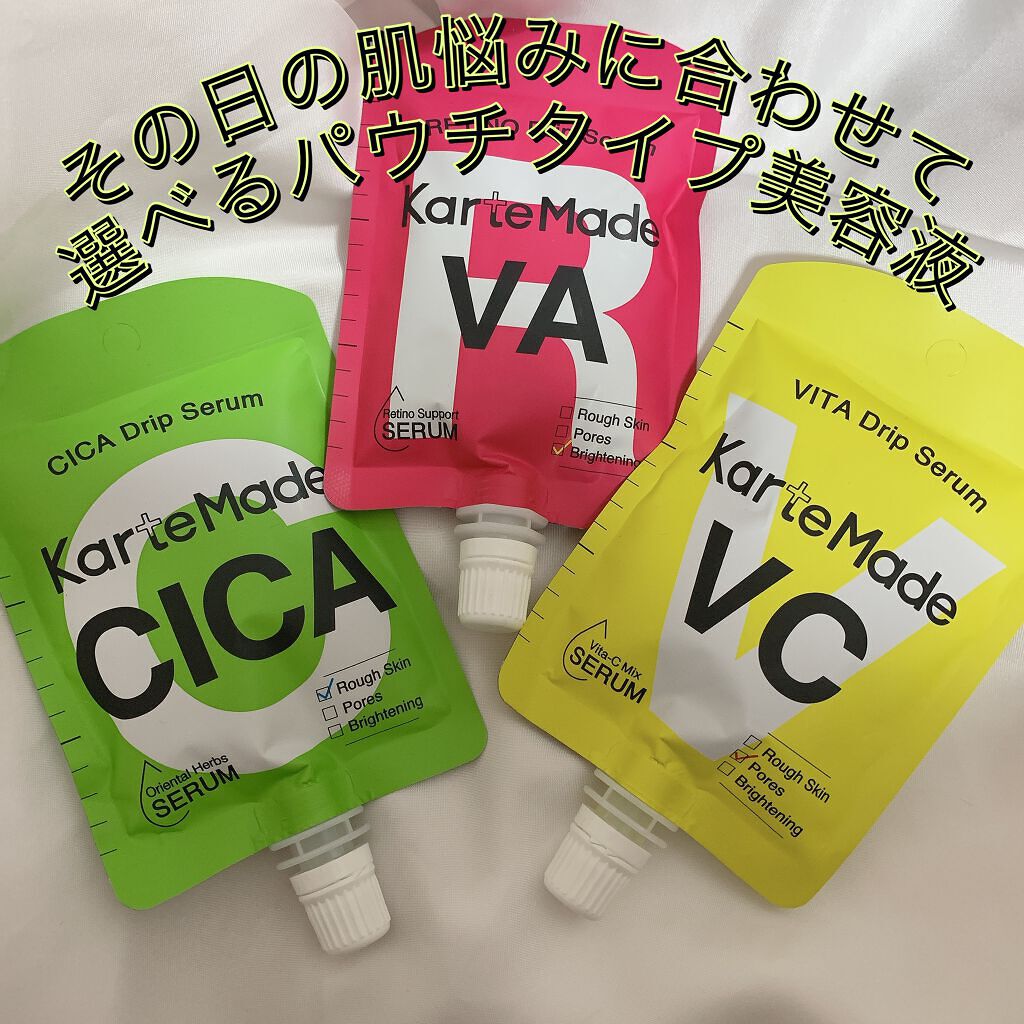 その日の肌悩みに合わせて
選べるパウチタイプ美容液
RETINO Drip Serum
KarteMade
VA
Retino Support
SERUM
Rough Skin
Pores
Brightening
CICA Drip Serum
KarteMade
CICA
Rough Skin
Pores
Brightening
Oriental Herbs
SERUM
VITA Drip Serum
KarteMade
VC
Vita-C Mix
SERUM
Rough Skin
Pores
Brightening